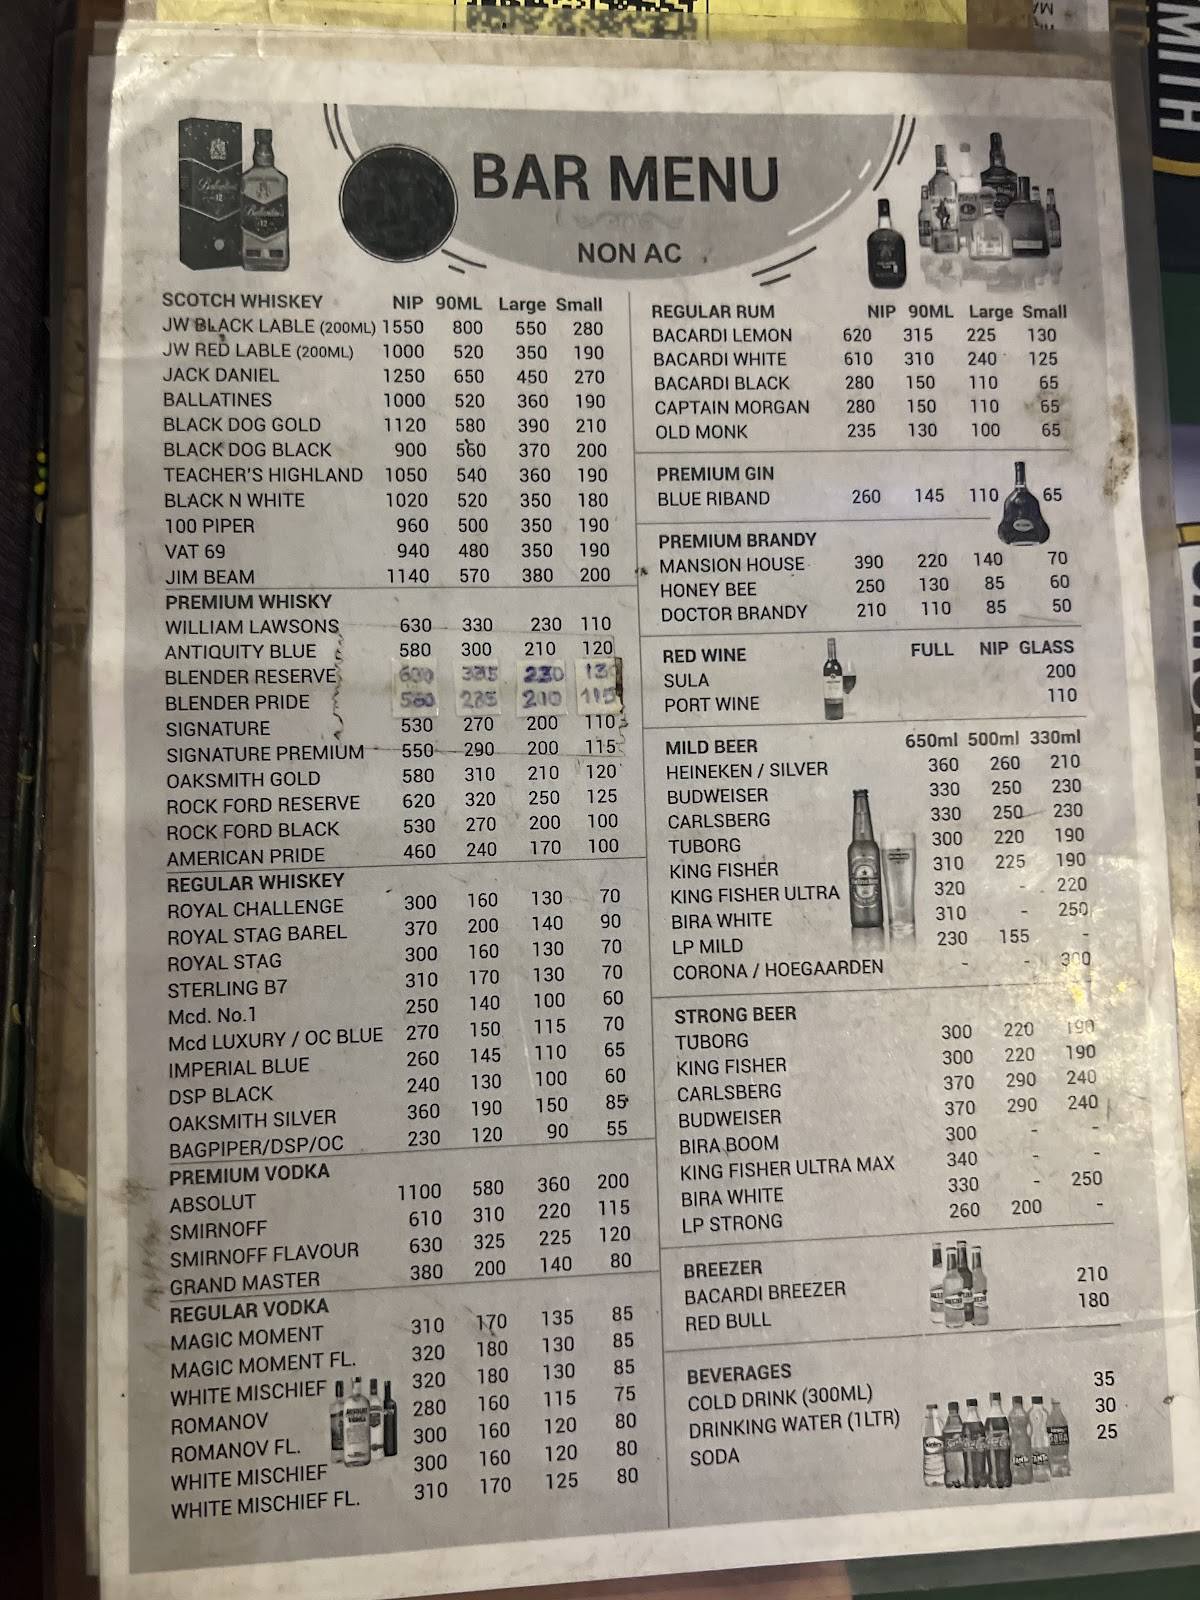 BAR MENU
NON AC
SCOTCH WHISKEY NIP 90ML Large Small
JW BLACK LABLE (200ML) 1550 800 550 280
JW RED LABLE (200ML) 1000 520 350 190
JACK DANIEL 1250 650 450 270
BALLATINES 1000 520 360 190
BLACK DOG GOLD 1120 580 390 210
BLACK DOG BLACK 900 560 370 200
TEACHER'S HIGHLAND 1050 540 360 190
BLACK N WHITE 1020 520 350 180
100 PIPER 960 500 350 190
VAT 69 940 480 350 190
JIM BEAM 1140 570 380 200
PREMIUM WHISKY
WILLIAM LAWSONS 630 330 230 110
ANTIQUITY BLUE 580 300 210 120
BLENDER RESERVE 630 335 230 130
BLENDER PRIDE 560 285 200 115
SIGNATURE 530 270 200 110
SIGNATURE PREMIUM 550 290 200 115
OAKSMITH GOLD 580 310 210 120
ROCK FORD RESERVE 620 320 250 125
ROCK FORD BLACK 530 270 200 100
AMERICAN PRIDE 460 240 170 100
REGULAR WHISKEY
ROYAL CHALLENGE 300 160 130 70
ROYAL STAG BAREL 370 200 140 90
ROYAL STAG 300 160 130 70
STERLING B7 310 170 130 70
Mcd. No.1 250 140 100 60
Mcd LUXURY / OC BLUE 270 150 115 70
IMPERIAL BLUE 260 145 110 65
DSP BLACK 240 130 100 60
OAKSMITH SILVER 360 190 150 85
BAGPIPER/DSP/OC 230 120 90 55
PREMIUM VODKA
ABSOLUT 1100 580 360 200
SMIRNOFF 610 310 220 115
SMIRNOFF FLAVOUR 630 325 225 120
GRAND MASTER 380 200 140 80
REGULAR VODKA
MAGIC MOMENT 310 170 135 85
MAGIC MOMENT FL. 320 180 130 85
WHITE MISCHIEF 320 180 130 85
ROMANOV 280 160 115 75
ROMANOV FL. 300 160 120 80
WHITE MISCHIEF 300 160 120 80
WHITE MISCHIEF FL. 310 170 125 80
REGULAR RUM NIP 90ML Large Small
BACARDI LEMON 620 315 225 130
BACARDI WHITE 610 310 240 125
BACARDI BLACK 280 150 110 65
CAPTAIN MORGAN 280 150 110 65
OLD MONK 235 130 100 65
PREMIUM GIN
BLUE RIBAND 260 145 110 65
PREMIUM BRANDY
MANSION HOUSE 390 220 140 70
HONEY BEE 250 130 85 60
DOCTOR BRANDY 210 110 85 50
RED WINE FULL NIP GLASS
SULA 200
PORT WINE 110
MILD BEER 650ml 500ml 330ml
HEINEKEN / SILVER 360 260 210
BUDWEISER 330 250 230
CARLSBERG 330 250 230
TUBORG 300 220 190
KING FISHER 310 225 190
KING FISHER ULTRA 320 - 220
BIRA WHITE 310 - 250
LP MILD 230 155 -
CORONA / HOEGAARDEN - - 300
STRONG BEER
TUBORG 300 220 190
KING FISHER 300 220 190
CARLSBERG 370 290 240
BUDWEISER 370 290 240
BIRA BOOM 300 - -
KING FISHER ULTRA MAX 340 - -
BIRA WHITE 330 - 250
LP STRONG 260 200 -
BREEZER
BACARDI BREEZER 210
RED BULL 180
BEVERAGES
COLD DRINK (300ML) 35
DRINKING WATER (1LTR) 30
SODA 25